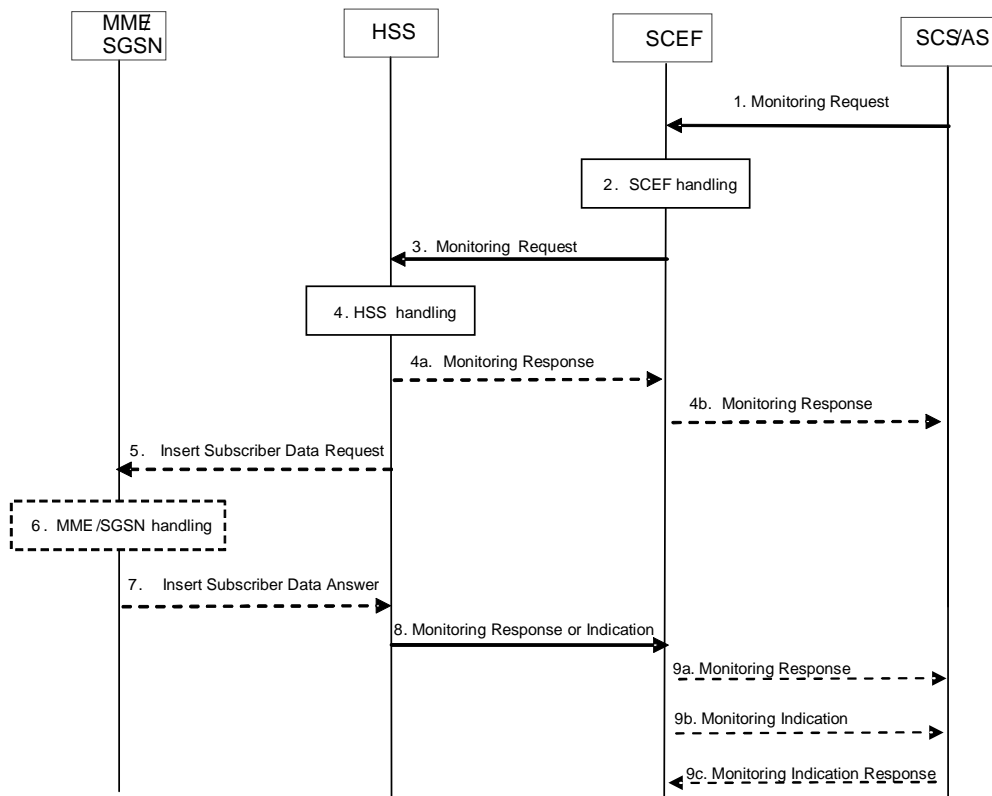 MME/
SGSN
HSS
SCEF
SCS/AS
1. Monitoring Request
2. SCEF handling
3. Monitoring Request
4. HSS handling
4a. Monitoring Response
4b. Monitoring Response
5. Insert Subscriber Data Request
6. MME/SGSN handling
7. Insert Subscriber Data Answer
8. Monitoring Response or Indication
9a. Monitoring Response
9b. Monitoring Indication
9c. Monitoring Indication Response